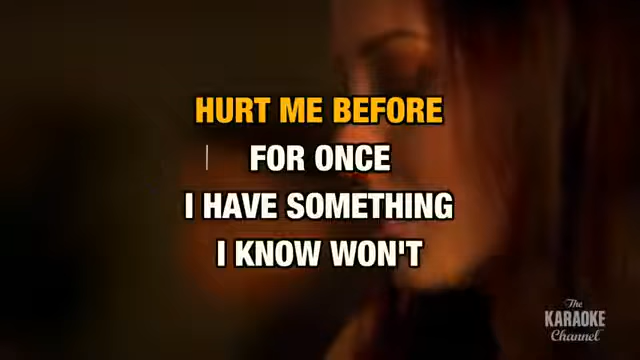 HURT ME BEFORE
FOR ONCE
I HAVE SOMETHING
I KNOW WON'T
The
KARAOKE
Channel